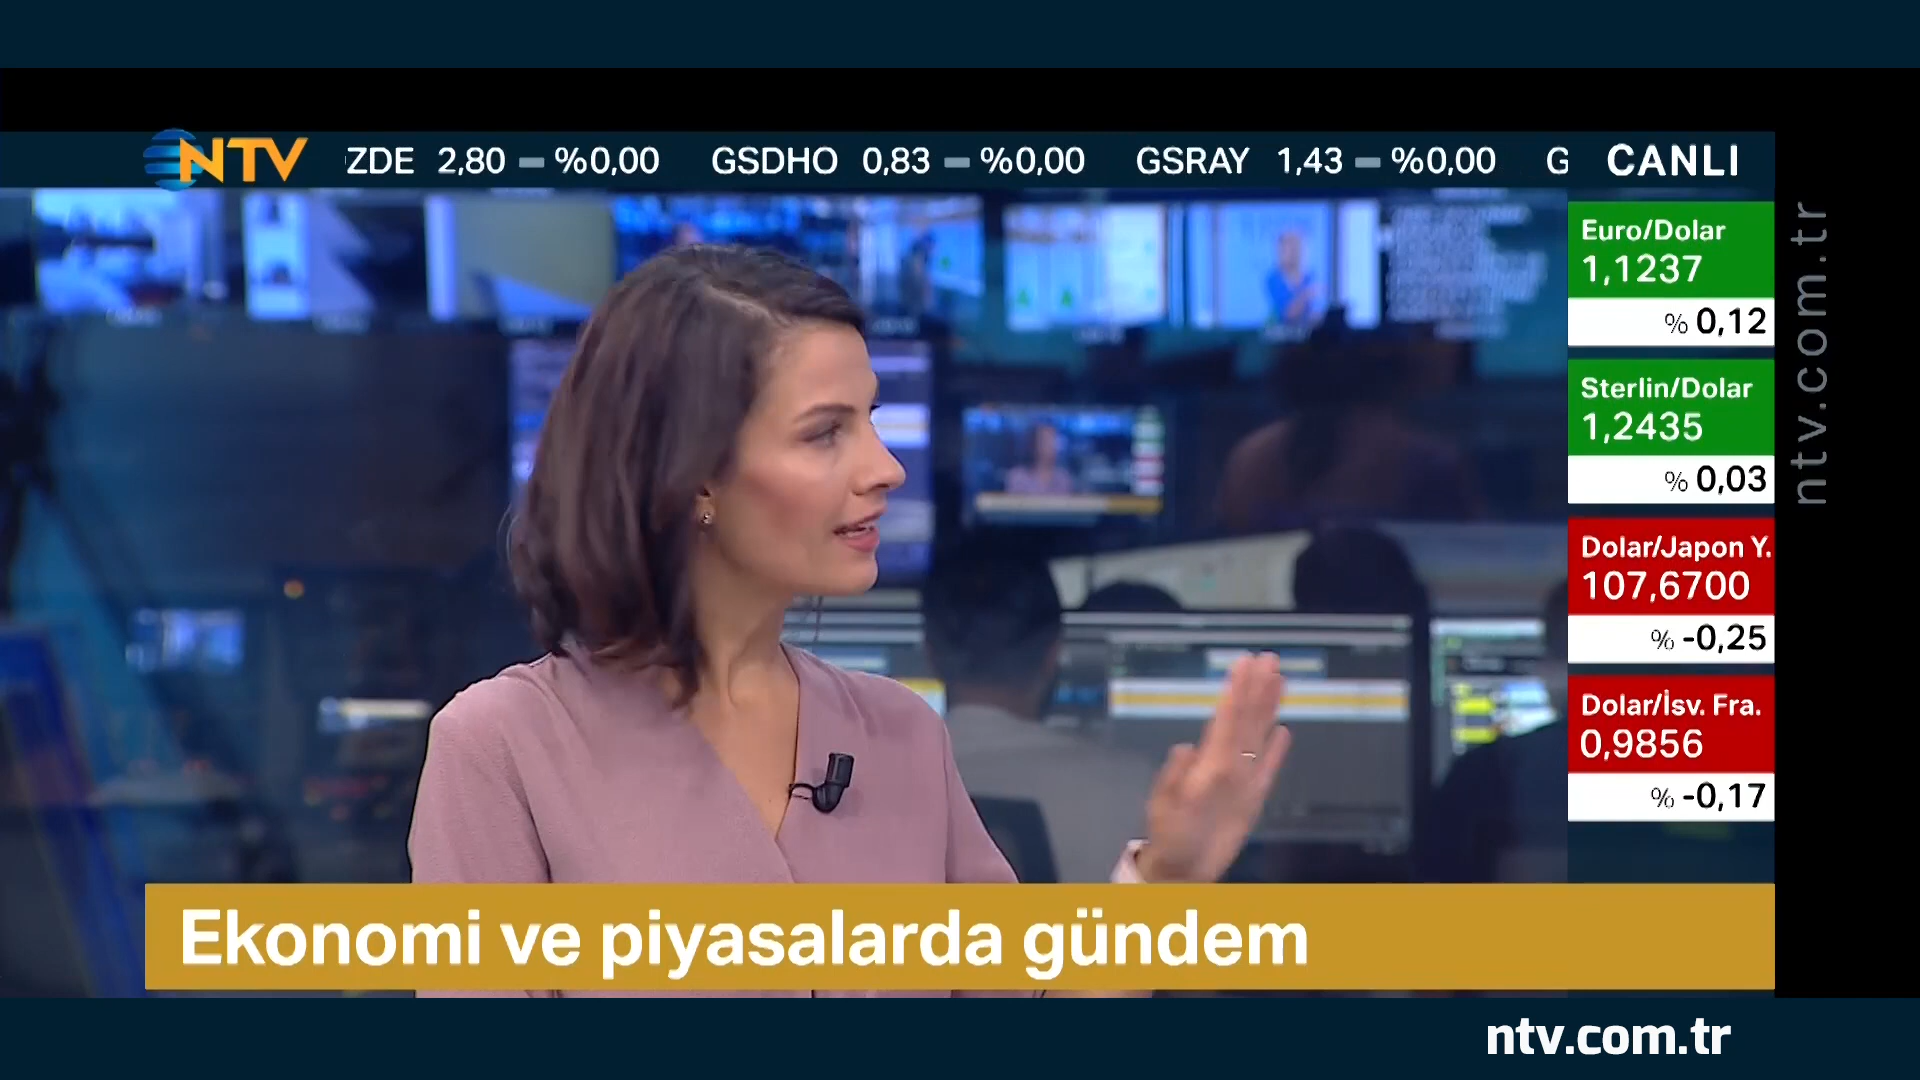 NTV
ZDE 2,80 %0,00 GSDHO 0,83 %0,00 GSRAY 1,43 %0,00 G
CANLI
Euro/Dolar
1,1237
% 0,12
Sterlin/Dolar
1,2435
% 0,03
Dolar/Japon Y.
107,6700
% -0,25
Dolar/İsv. Fra.
0,9856
% -0,17
ntv.com.tr
Ekonomi ve piyasalarda gündem
ntv.com.tr